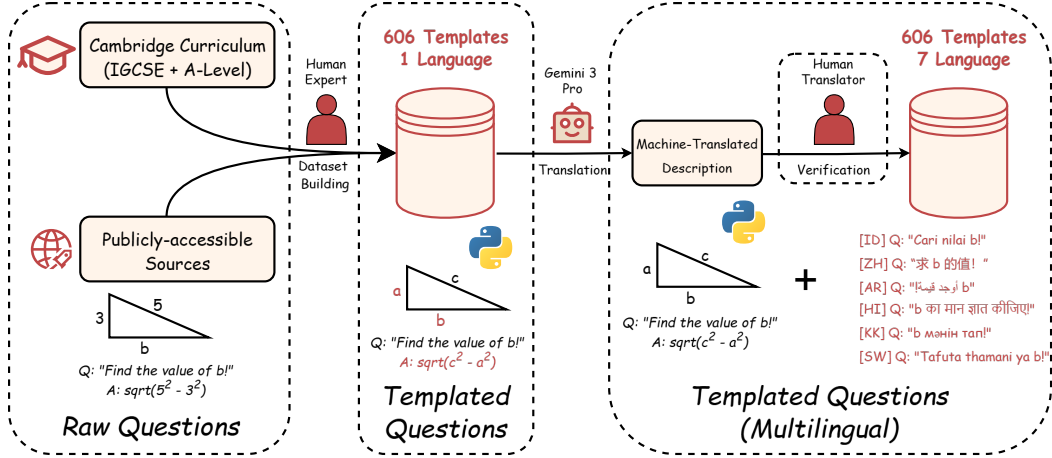 Cambridge Curriculum
(IGCSE + A-Level)
Publicly-accessible
Sources
3
5
b
Q: "Find the value of b!"
A: sqrt(5² - 3²)
Raw Questions
Human
Expert
Dataset
Building
606 Templates
1 Language
a
c
b
Q: "Find the value of b!"
A: sqrt(c² - a²)
Templated
Questions
Gemini 3
Pro
Translation
Machine-Translated
Description
Human
Translator
Verification
606 Templates
7 Language
a
c
b
Q: "Find the value of b!"
A: sqrt(c² - a²)
+
[ID] Q: "Cari nilai b!"
[ZH] Q: "求 b 的值！"
[AR] Q: "!أوجد قيمة b"
[HI] Q: "b का मान ज्ञात कीजिए!"
[KK] Q: "b мәнін тап!"
[SW] Q: "Tafuta thamani ya b!"
Templated Questions
(Multilingual)